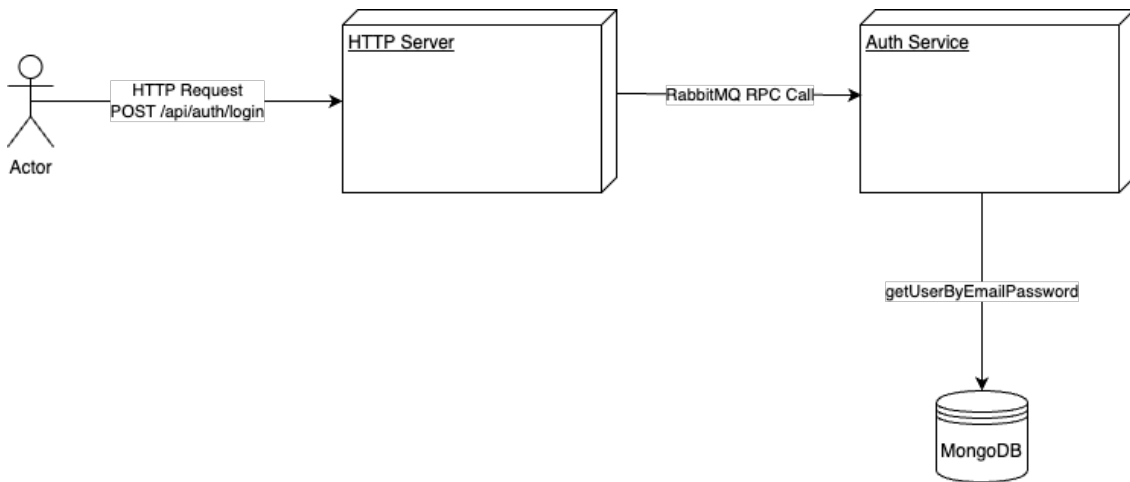 HTTP Server
Auth Service
HTTP Request
POST /api/auth/login
RabbitMQ RPC Call
Actor
getUserByEmailPassword
MongoDB